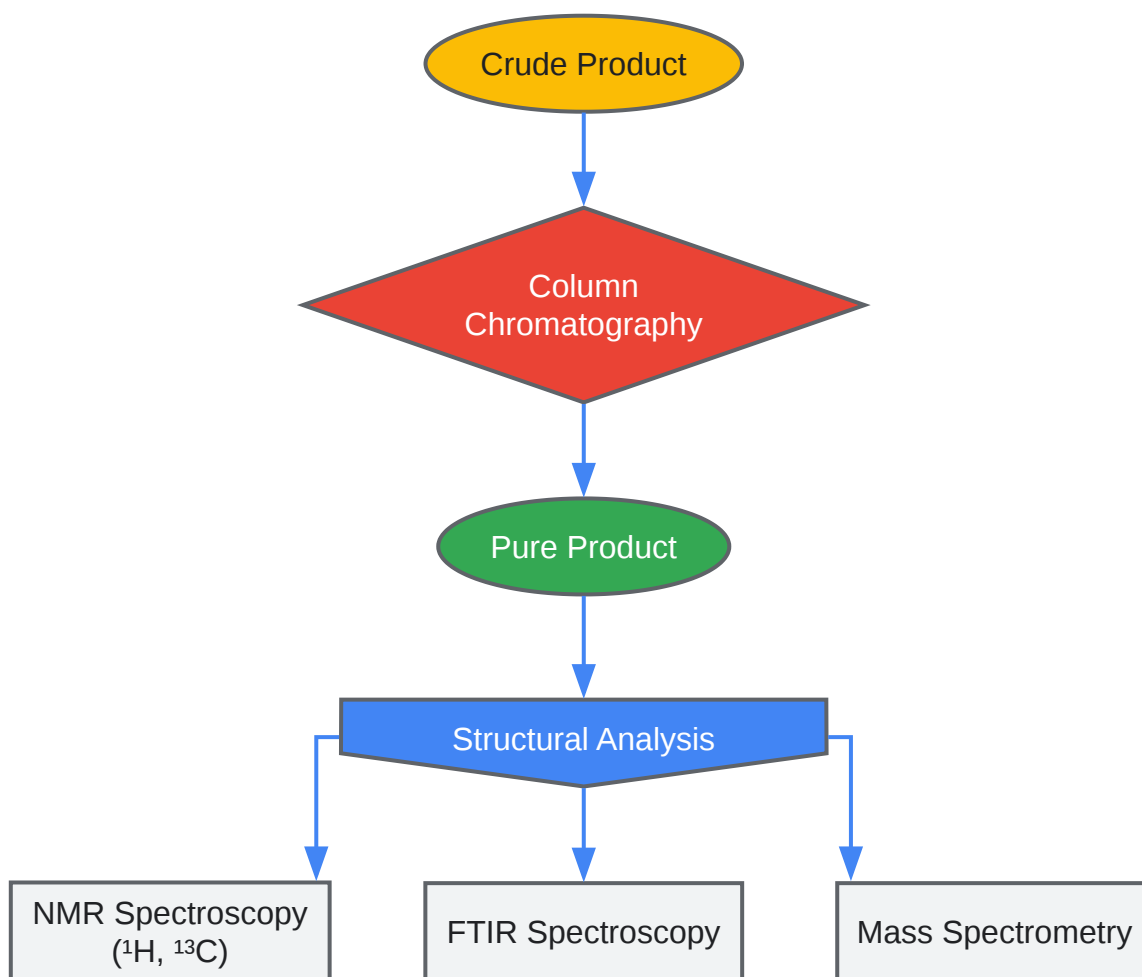 Crude Product
Column
Chromatography
Pure Product
Structural Analysis
NMR Spectroscopy
(¹H, ¹³C)
FTIR Spectroscopy
Mass Spectrometry